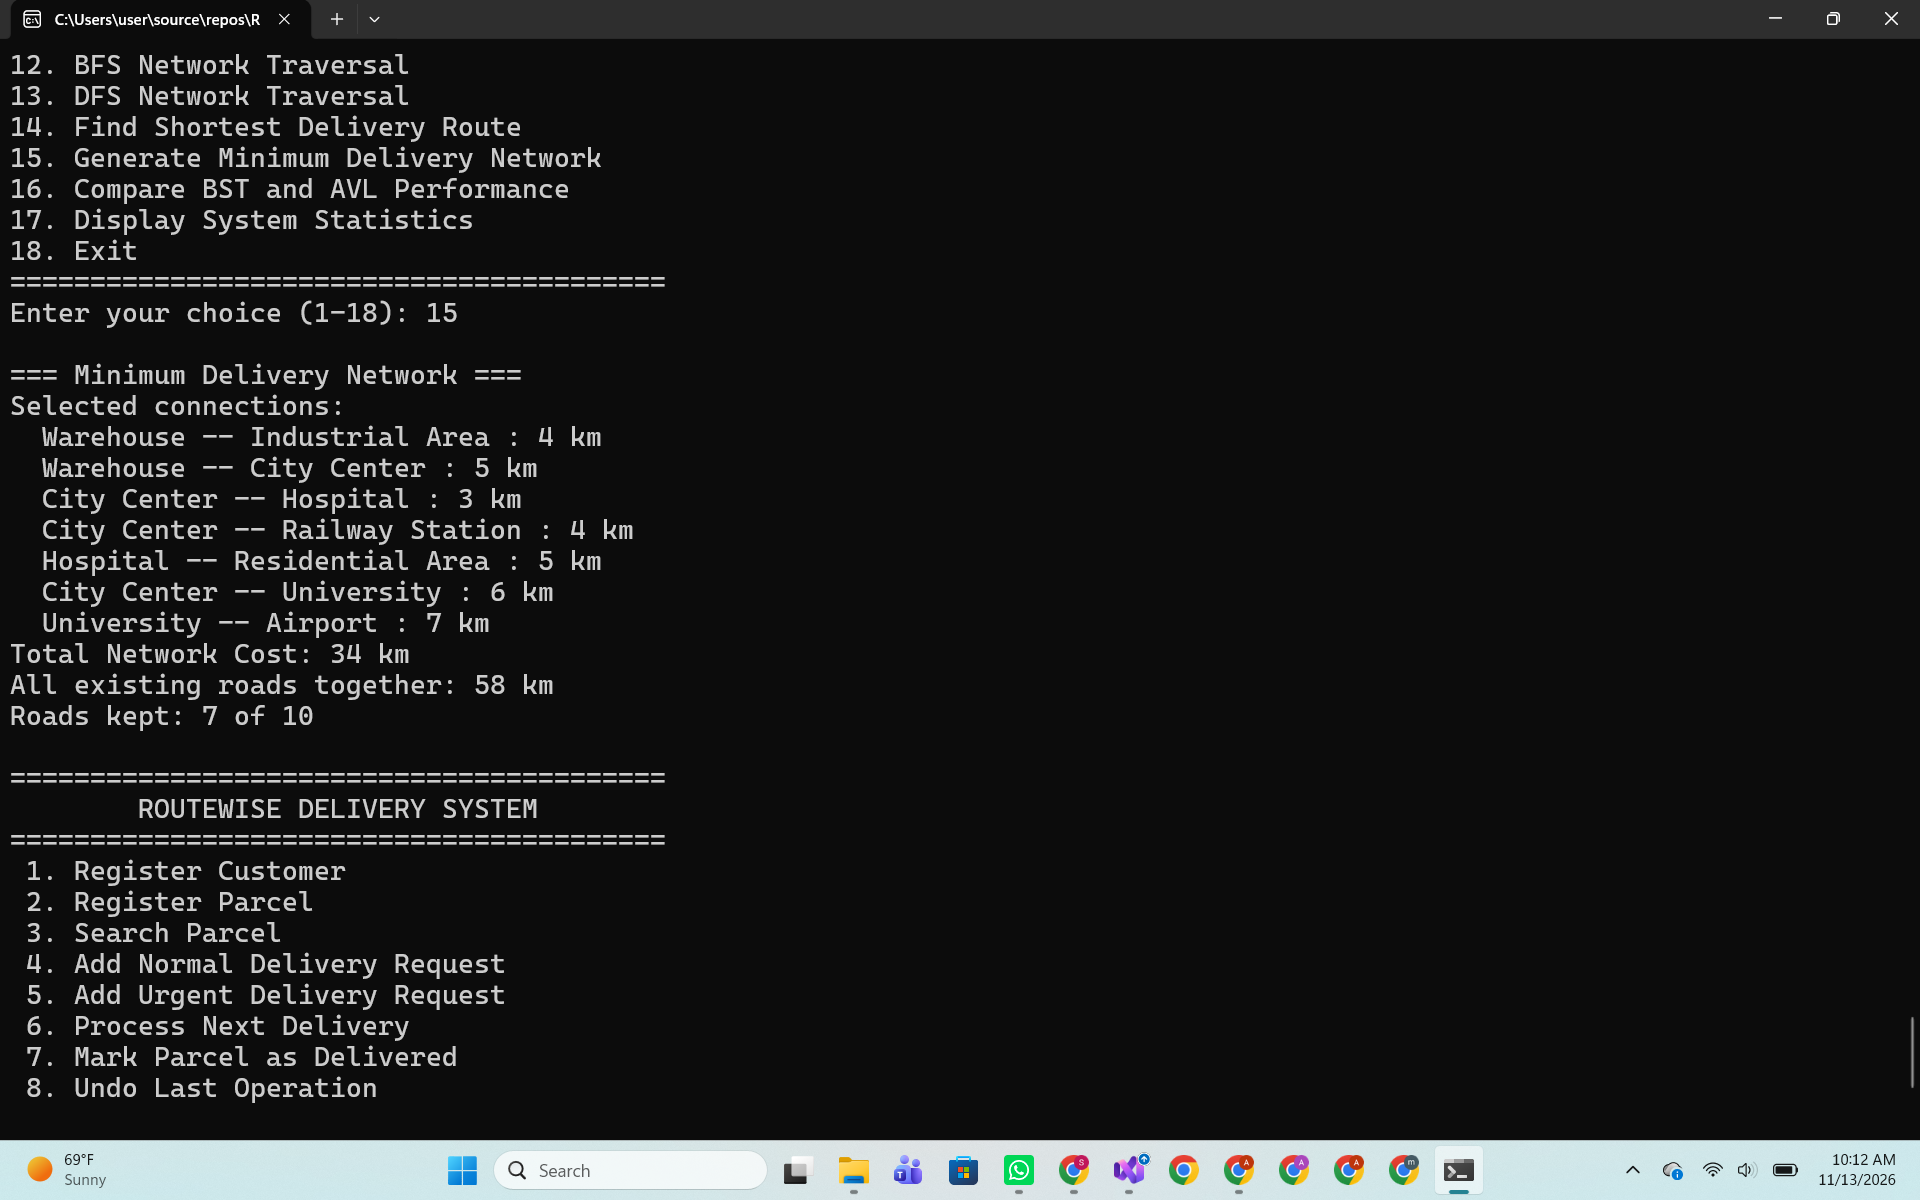 C:\Users\user\source\repos\R
12. BFS Network Traversal
13. DFS Network Traversal
14. Find Shortest Delivery Route
15. Generate Minimum Delivery Network
16. Compare BST and AVL Performance
17. Display System Statistics
18. Exit
=========================================
Enter your choice (1-18): 15
=== Minimum Delivery Network ===
Selected connections:
  Warehouse -- Industrial Area : 4 km
  Warehouse -- City Center : 5 km
  City Center -- Hospital : 3 km
  City Center -- Railway Station : 4 km
  Hospital -- Residential Area : 5 km
  City Center -- University : 6 km
  University -- Airport : 7 km
Total Network Cost: 34 km
All existing roads together: 58 km
Roads kept: 7 of 10
=========================================
        ROUTEWISE DELIVERY SYSTEM
=========================================
 1. Register Customer
 2. Register Parcel
 3. Search Parcel
 4. Add Normal Delivery Request
 5. Add Urgent Delivery Request
 6. Process Next Delivery
 7. Mark Parcel as Delivered
 8. Undo Last Operation
69°F
Sunny
Search
10:12 AM
11/13/2026